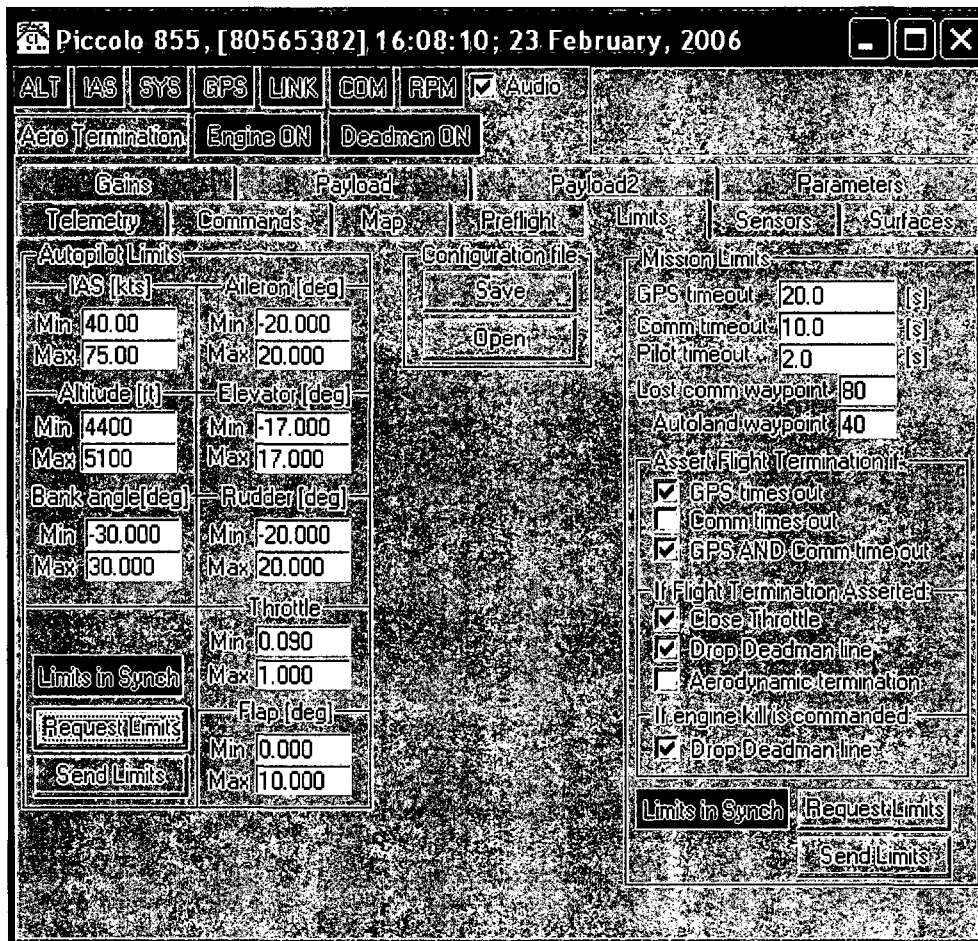 Piccolo 855, [80565382] 16:08:10; 23 February, 2006
ALT IAS SYS GPS LINK COM RPM Audio
Aero Termination Engine ON Deadman ON
Gains Payload Payload2 Parameters
Telemetry Commands Map Preflight Limits Sensors Surfaces
Autopilot Limits
IAS [kts]
Min 40.00
Max 75.00
Altitude [ft]
Min 4400
Max 5100
Bank angle[deg]
Min -30.000
Max 30.000
Limits in Synch
Request Limits
Send Limits
Aileron [deg]
Min -20.000
Max 20.000
Elevator [deg]
Min -17.000
Max 17.000
Rudder [deg]
Min -20.000
Max 20.000
Throttle
Min 0.090
Max 1.000
Flap [deg]
Min 0.000
Max 10.000
Configuration file
Save
Open
Mission Limits
GPS timeout 20.0 [s]
Comm timeout 10.0 [s]
Pilot timeout 2.0 [s]
Lost comm waypoint 80
Autoland waypoint 40
Assert Flight Termination if:
GPS times out
Comm times out
GPS AND Comm time out
If Flight Termination Asserted:
Close Throttle
Drop Deadman line
Aerodynamic termination
If engine kill is commanded
Drop Deadman line
Limits in Synch Request Limits
Send Limits